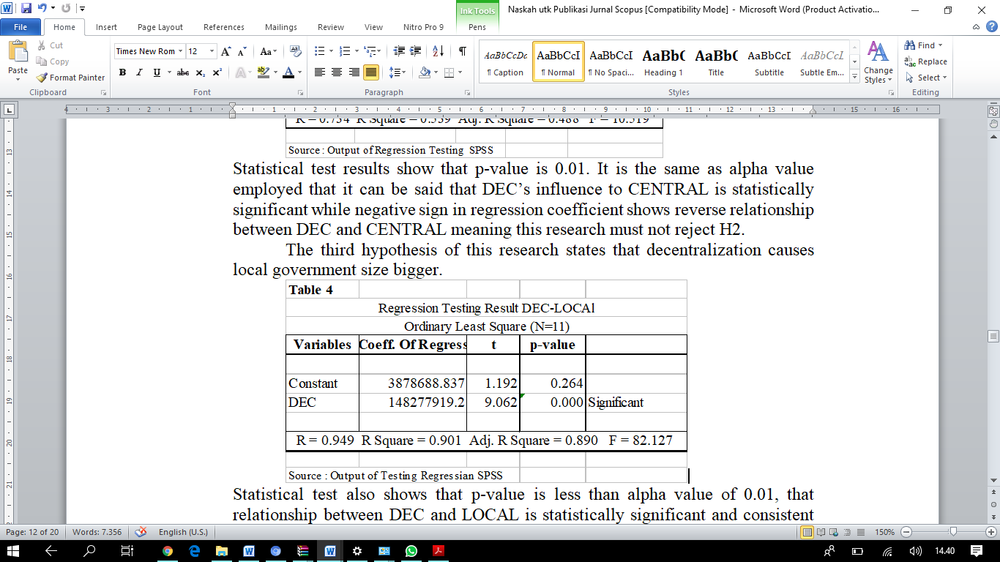 Ink Tools
Naskah utk Publikasi Jurnal Scopus [Compatibility Mode] - Microsoft Word (Product Activatio...
File Home Insert Page Layout References Mailings Review View Nitro Pro 9 Pens
Paste
Cut
Copy
Format Painter
Clipboard
Times New Rom 12
Font
Paragraph
AaBbCcDc AaBbCcI AaBbCcI AaBbC AaBbC AaBbCcI AaBbCcI
¶ Caption ¶ Normal ¶ No Spaci... Heading 1 Title Subtitle Subtle Em...
Change Styles
Styles
Find
Replace
Select
Editing
R = 0.734 R Square = 0.539 Adj. R Square = 0.488 F = 10.519
Source : Output of Regression Testing SPSS
Statistical test results show that p-value is 0.01. It is the same as alpha value
employed that it can be said that DEC’s influence to CENTRAL is statistically
significant while negative sign in regression coefficient shows reverse relationship
between DEC and CENTRAL meaning this research must not reject H2.
The third hypothesis of this research states that decentralization causes
local government size bigger.
Table 4
Regression Testing Result DEC-LOCAl
Ordinary Least Square (N=11)
Variables Coeff. Of Regress t p-value
Constant 3878688.837 1.192 0.264
DEC 148277919.2 9.062 0.000 Significant
R = 0.949 R Square = 0.901 Adj. R Square = 0.890 F = 82.127
Source : Output of Testing Regressian SPSS
Statistical test also shows that p-value is less than alpha value of 0.01, that
relationship between DEC and LOCAL is statistically significant and consistent
Page: 12 of 20 Words: 7.356 English (U.S.) 150%
14.40